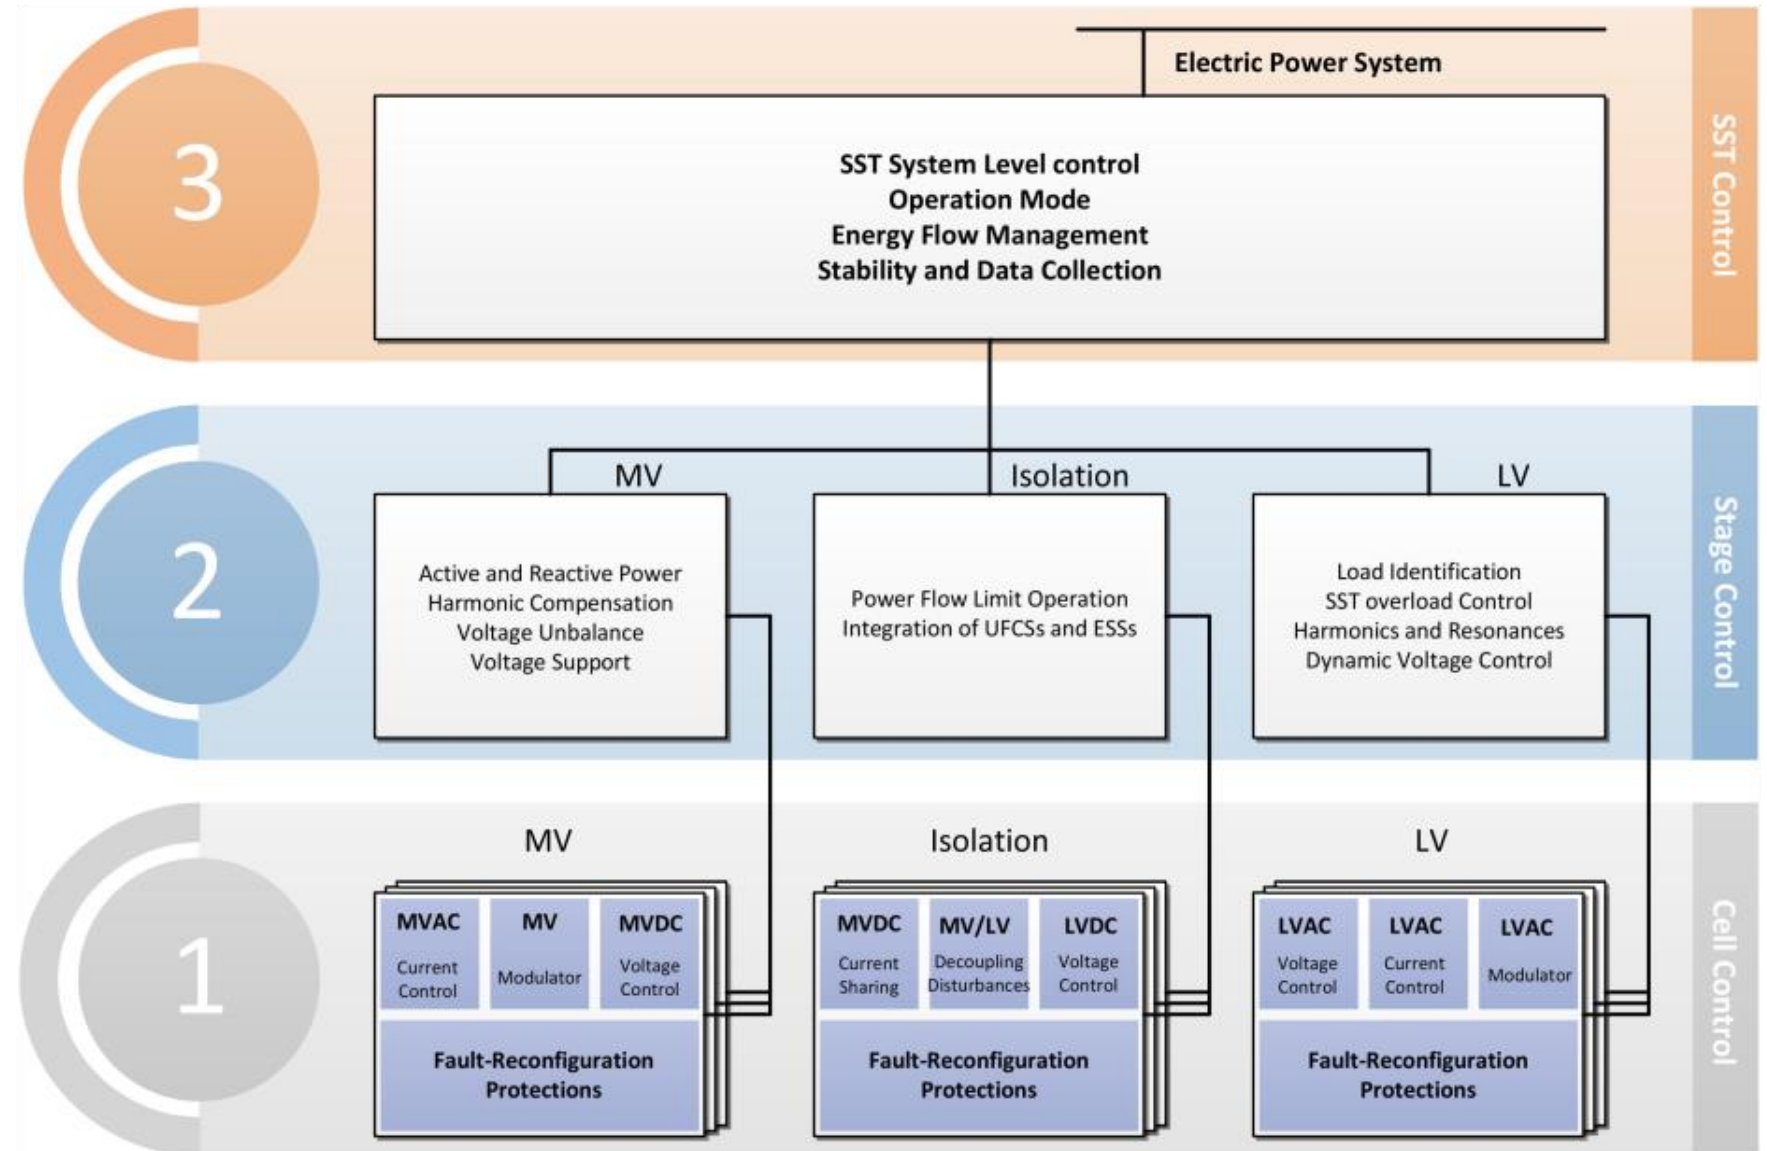 3
Electric Power System
SST System Level control
Operation Mode
Energy Flow Management
Stability and Data Collection
SST Control
2
MV
Isolation
LV
Active and Reactive Power
Harmonic Compensation
Voltage Unbalance
Voltage Support
Power Flow Limit Operation
Integration of UFCSs and ESSs
Load Identification
SST overload Control
Harmonics and Resonances
Dynamic Voltage Control
Stage Control
1
MV
Isolation
LV
MVAC
Current
Control
MV
Modulator
MVDC
Voltage
Control
Fault-Reconfiguration
Protections
MVDC
Current
Sharing
MV/LV
Decoupling
Disturbances
LVDC
Voltage
Control
Fault-Reconfiguration
Protections
LVAC
Voltage
Control
LVAC
Current
Control
LVAC
Modulator
Fault-Reconfiguration
Protections
Cell Control